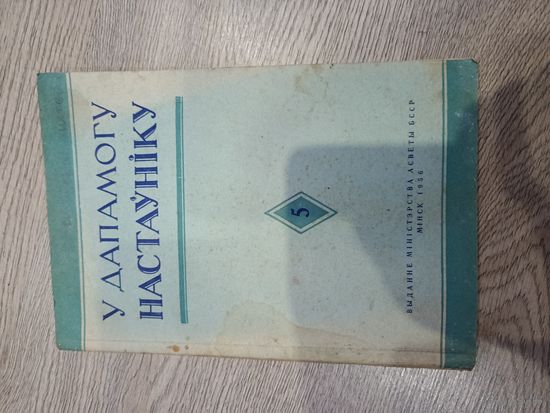 У ДАПАМОГУ
НАСТАЎНІКУ
5
ВЫДАННЕ МІНІСТЭРСТВА АСВЕТЫ БССР
МІНСК 1956